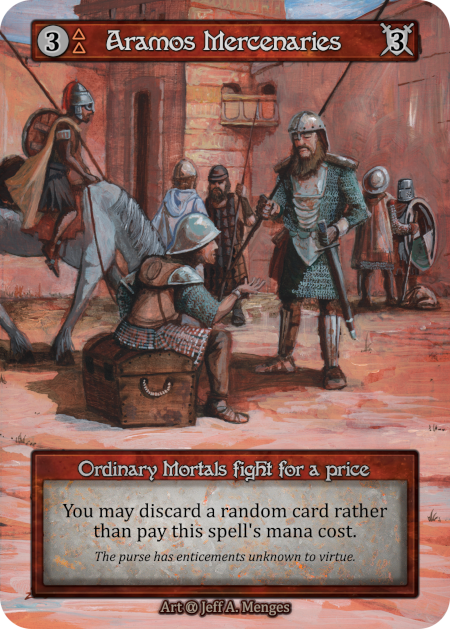 3 Aramos Mercenaries 3
Ordinary Mortals fight for a price
You may discard a random card rather
than pay this spell's mana cost.
The purse has enticements unknown to virtue.
Art @ Jeff A. Menges